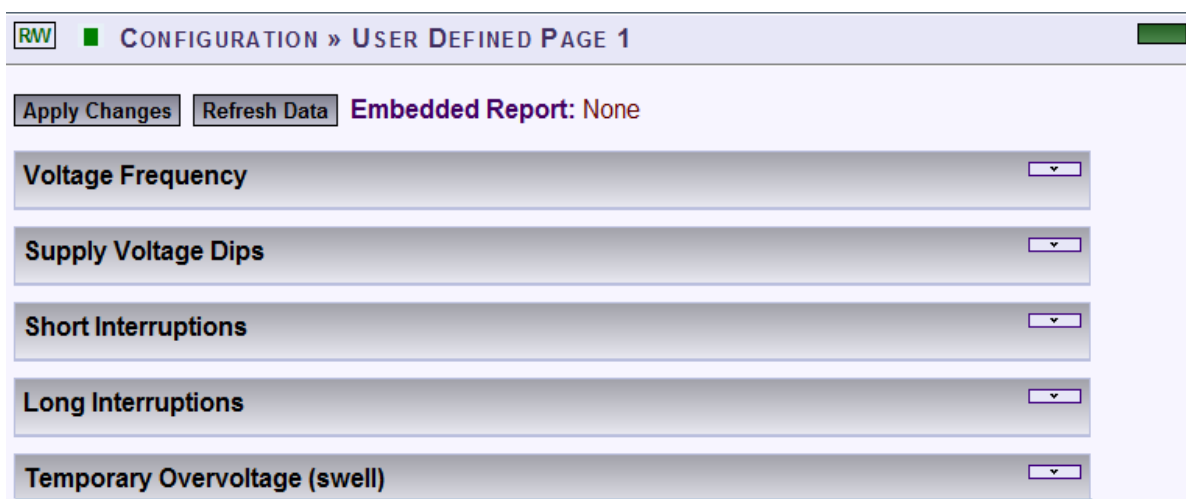 R/W CONFIGURATION » USER DEFINED PAGE 1
Apply Changes Refresh Data Embedded Report: None
Voltage Frequency
Supply Voltage Dips
Short Interruptions
Long Interruptions
Temporary Overvoltage (swell)